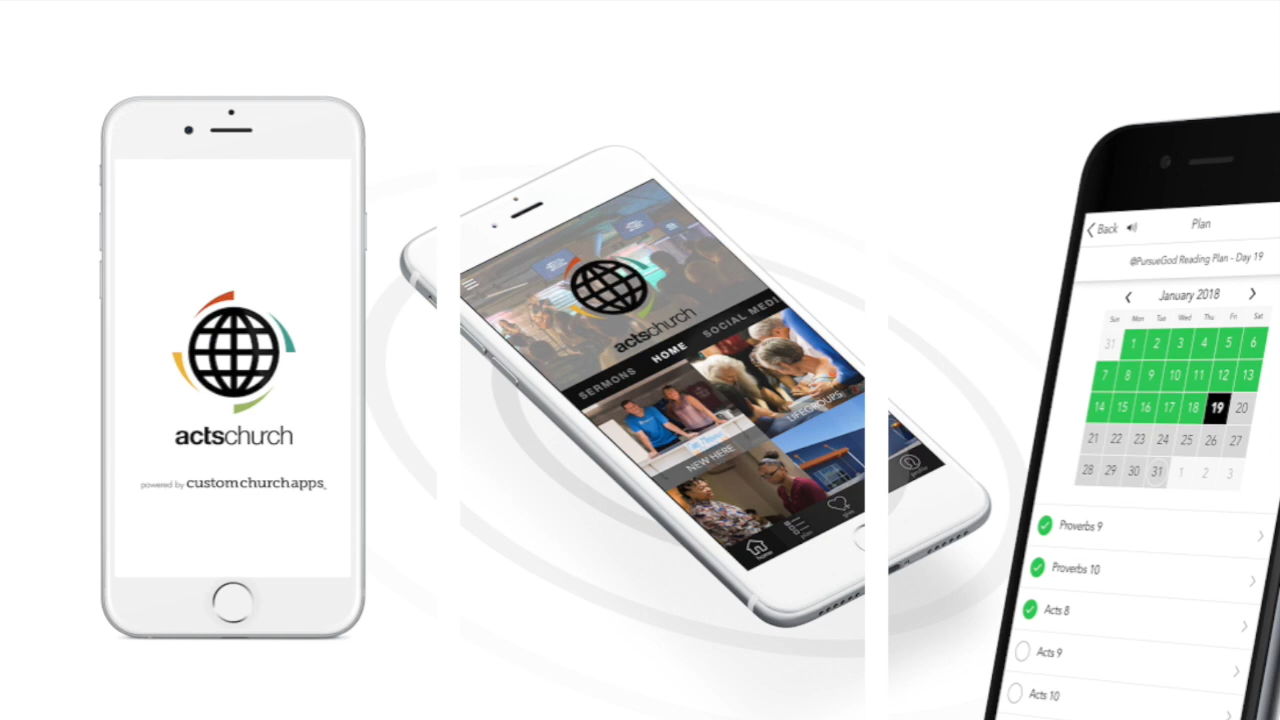 actschurch
powered by customchurchapps
actschurch
SERMONS HOME SOCIAL MEDI
NEW HERE
LIFEGROUPS
home
plan
give
Back
Plan
@PursueGod Reading Plan - Day 19
January 2018
Sun Mon Tue Wed Thu Fri Sat
31 1 2 3 4 5 6
7 8 9 10 11 12 13
14 15 16 17 18 19 20
21 22 23 24 25 26 27
28 29 30 31 1 2 3
Proverbs 9
Proverbs 10
Acts 8
Acts 9
Acts 10